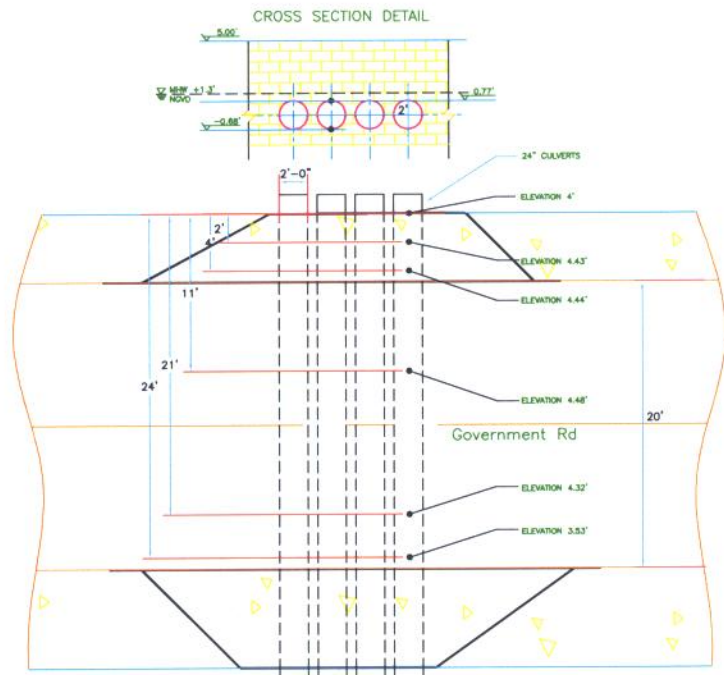 CROSS SECTION DETAIL
5.00'
MHW +1.3'
NGVD
0.77'
2'
-0.68'
24" CULVERTS
2'-0"
ELEVATION 4'
2'
4'
ELEVATION 4.43'
11'
ELEVATION 4.44'
21'
24'
ELEVATION 4.48'
20'
Government Rd
ELEVATION 4.32'
ELEVATION 3.53'